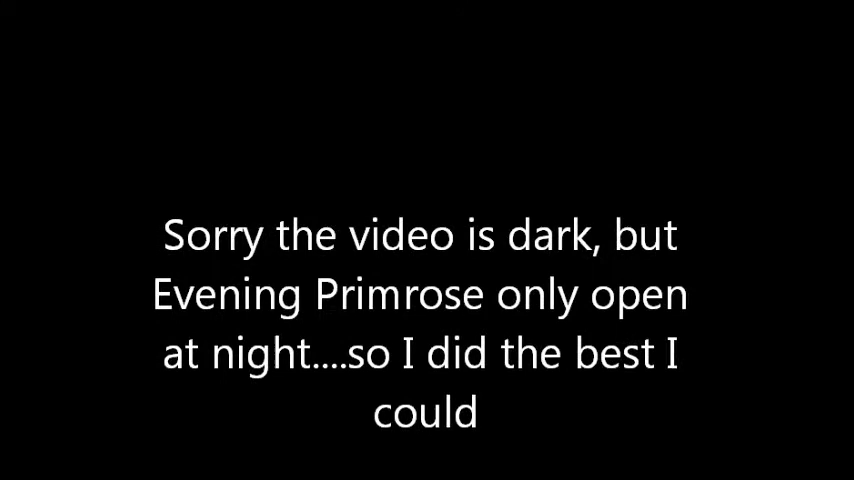 Sorry the video is dark, but
Evening Primrose only open
at night....so I did the best I
could